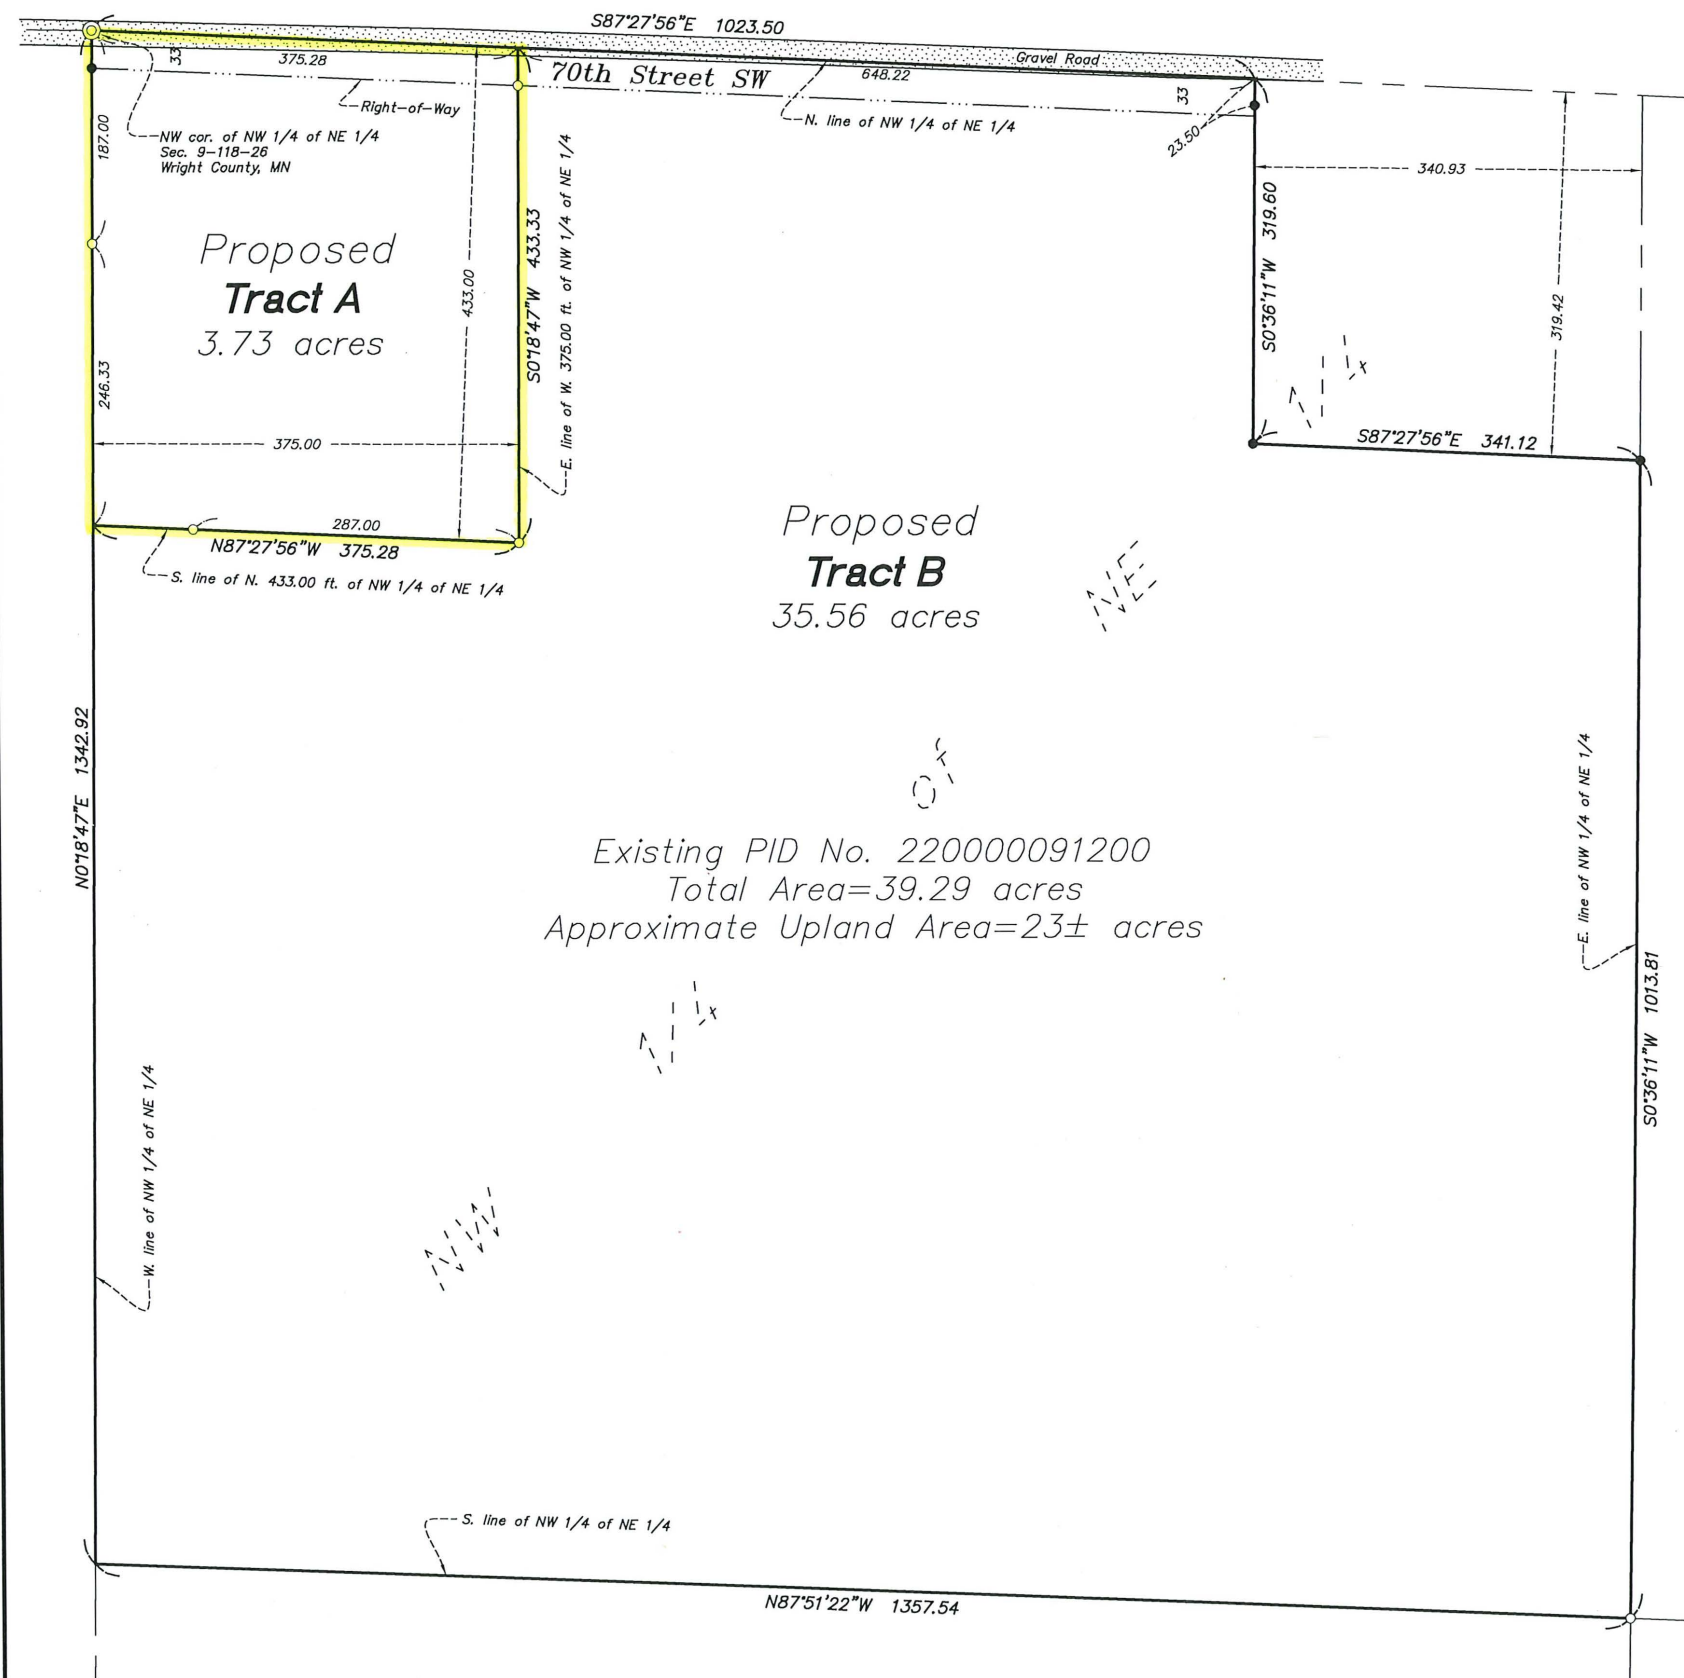 S87°27'56"E 1023.50
Gravel Road
33
375.28
70th Street SW
648.22
33
Right-of-Way
N. line of NW 1/4 of NE 1/4
23.50
NW cor. of NW 1/4 of NE 1/4
Sec. 9-118-26
Wright County, MN
187.00
340.93
Proposed
Tract A
3.73 acres
433.00
S0°18'47"W 433.33
E. line of W. 375.00 ft. of NW 1/4 of NE 1/4
S0°36'11"W 319.60
319.42
246.33
375.00
1/4
S87°27'56"E 341.12
287.00
N87°27'56"W 375.28
S. line of N. 433.00 ft. of NW 1/4 of NE 1/4
Proposed
Tract B
35.56 acres
NE
N0°18'47"E 1342.92
of
E. line of NW 1/4 of NE 1/4
Existing PID No. 220000091200
Total Area=39.29 acres
Approximate Upland Area=23± acres
S0°36'11"W 1013.81
1/4
W. line of NW 1/4 of NE 1/4
NW
S. line of NW 1/4 of NE 1/4
N87°51'22"W 1357.54